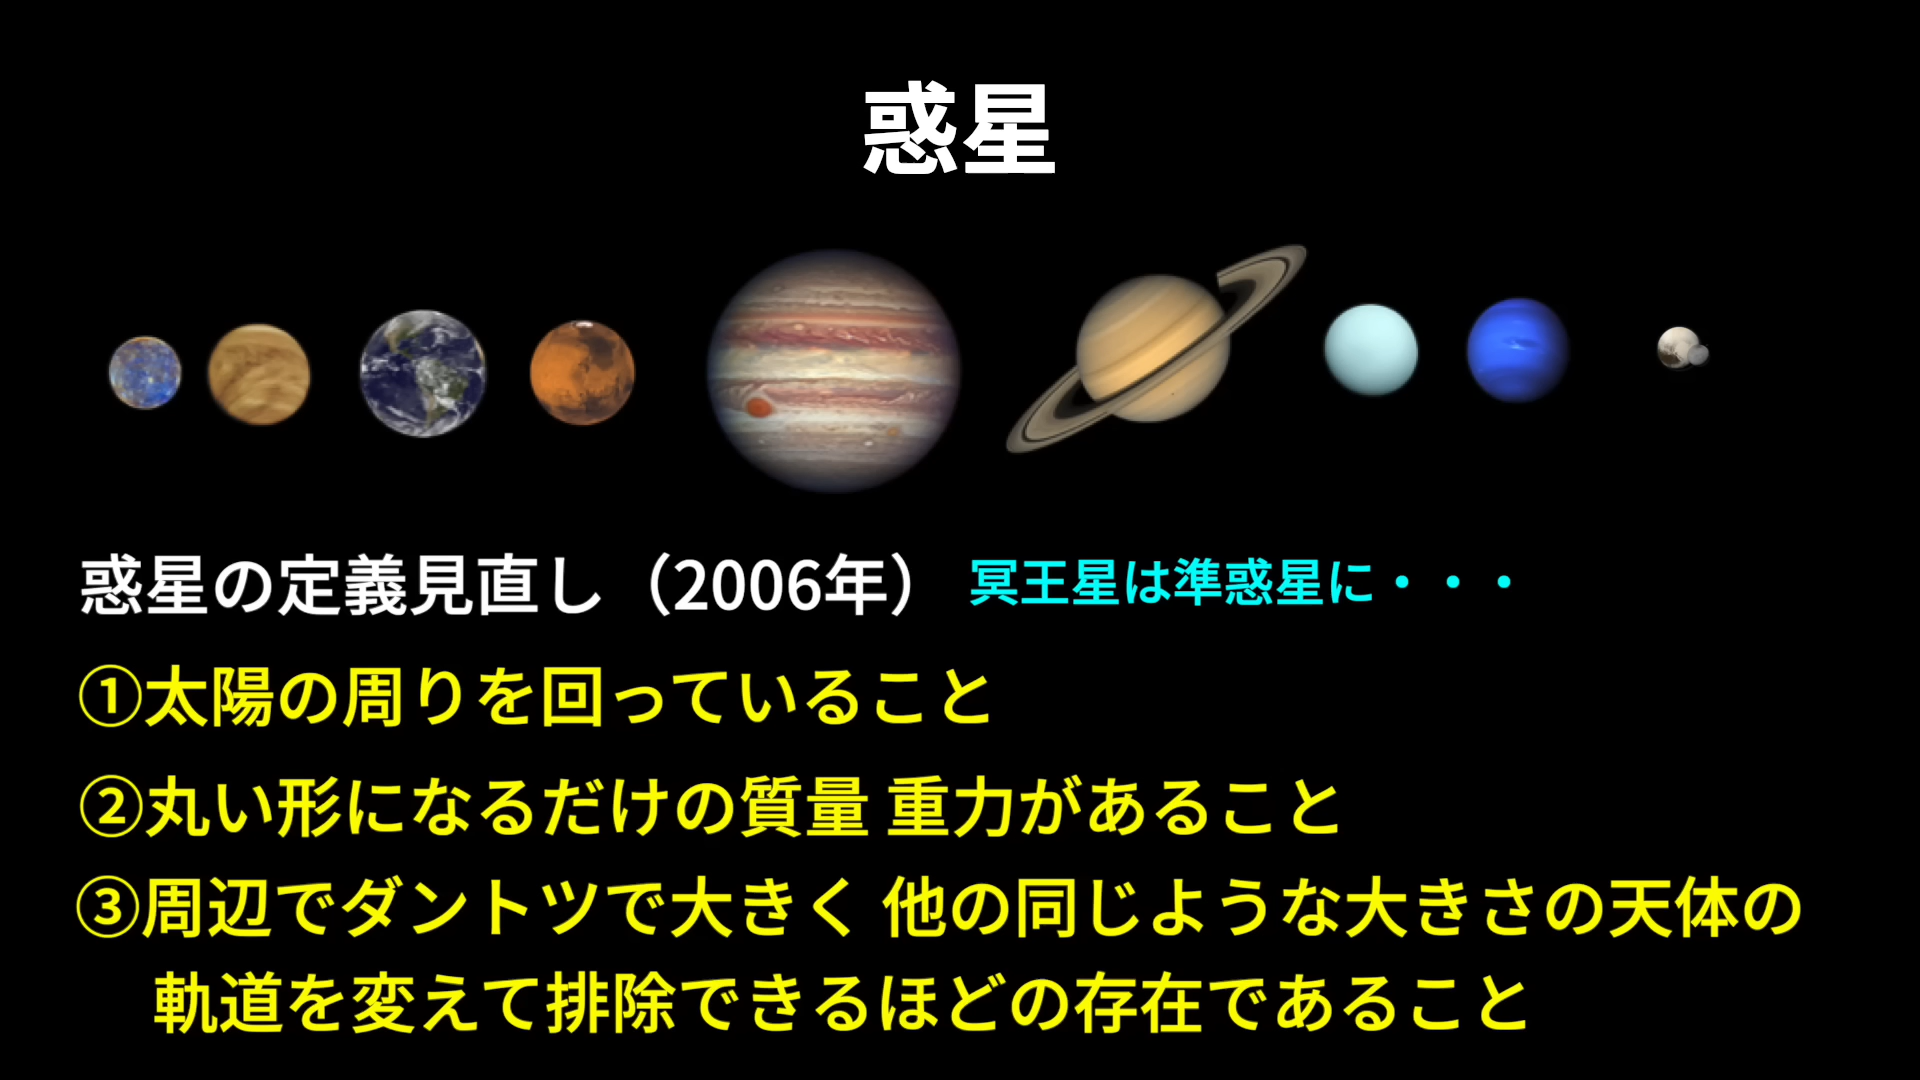 惑星
惑星の定義見直し（2006年） 冥王星は準惑星に・・・
①太陽の周りを回っていること
②丸い形になるだけの質量 重力があること
③周辺でダントツで大きく 他の同じような大きさの天体の
軌道を変えて排除できるほどの存在であること